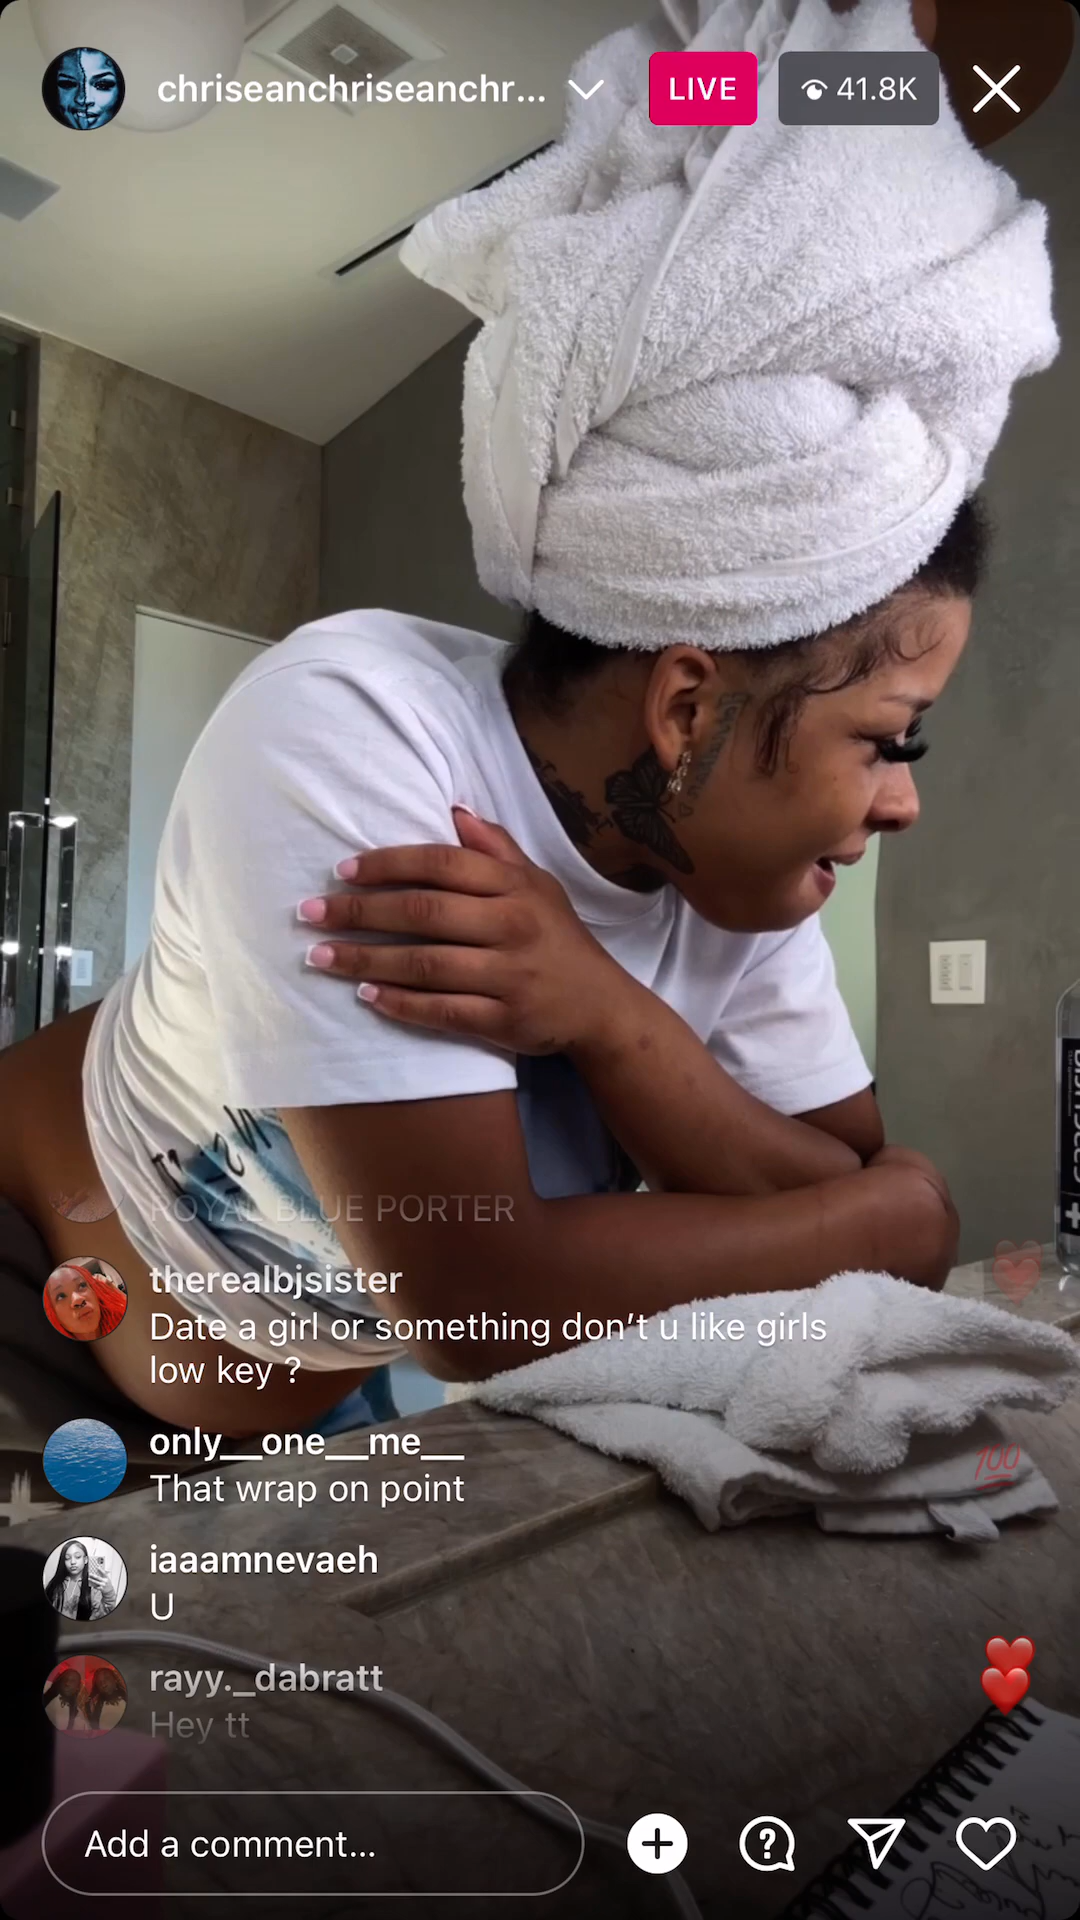 chriseanchriseanchr...
LIVE
41.8K
ROYAL BLUE PORTER
therealbjsister
Date a girl or something don’t u like girls
low key ?
only__one__me__
That wrap on point
iaaamnevaeh
U
rayy._dabratt
Hey tt
Add a comment...